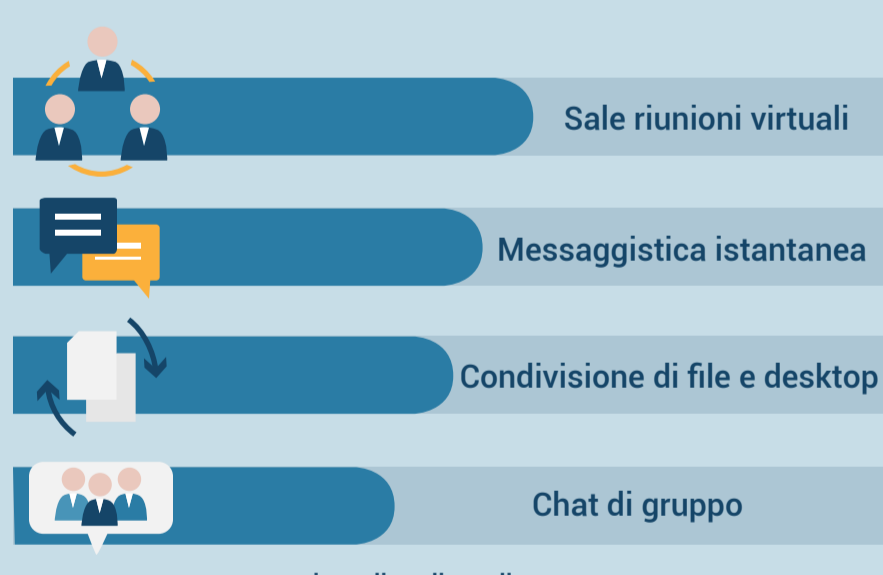 Sale riunioni virtuali
Messaggistica istantanea
Condivisione di file e desktop
Chat di gruppo